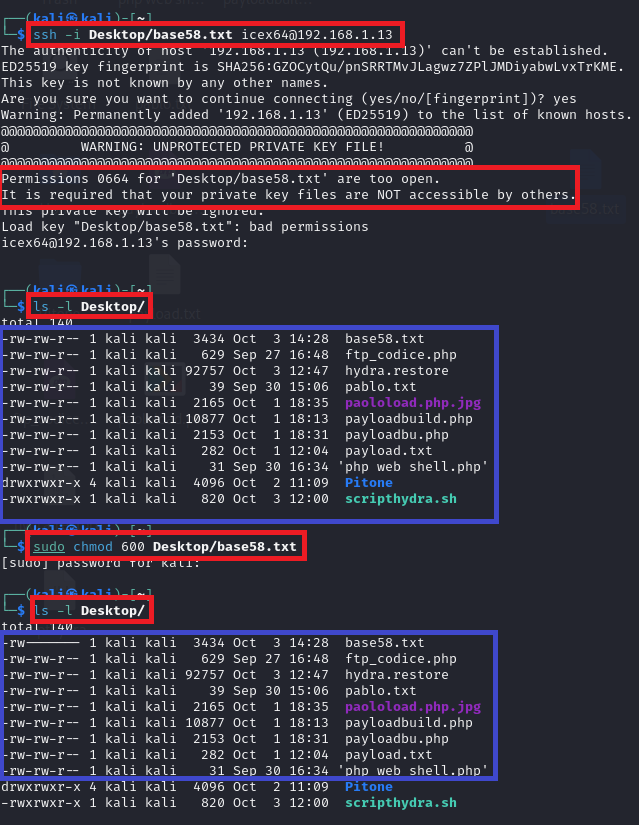 (kali㉿kali)-[~]
$ ssh -i Desktop/base58.txt icex64@192.168.1.13
The authenticity of host '192.168.1.13 (192.168.1.13)' can't be established.
ED25519 key fingerprint is SHA256:GZOCytQu/pnSRRTMvJLagwz7ZPlJMDiyabwLvxTrKME.
This key is not known by any other names.
Are you sure you want to continue connecting (yes/no/[fingerprint])? yes
Warning: Permanently added '192.168.1.13' (ED25519) to the list of known hosts.
@@@@@@@@@@@@@@@@@@@@@@@@@@@@@@@@@@@@@@@@@@@@@@@@@@@@@@@@@@@
@ WARNING: UNPROTECTED PRIVATE KEY FILE! @
@@@@@@@@@@@@@@@@@@@@@@@@@@@@@@@@@@@@@@@@@@@@@@@@@@@@@@@@@@@
Permissions 0664 for 'Desktop/base58.txt' are too open.
It is required that your private key files are NOT accessible by others.
This private key will be ignored.
Load key "Desktop/base58.txt": bad permissions
icex64@192.168.1.13's password:
(kali㉿kali)-[~]
$ ls -l Desktop/
total 140
-rw-rw-r-- 1 kali kali 3434 Oct 3 14:28 base58.txt
-rw-rw-r-- 1 kali kali 629 Sep 27 16:48 ftp_codice.php
-rw-rw-r-- 1 kali kali 92757 Oct 3 12:47 hydra.restore
-rw-rw-r-- 1 kali kali 39 Sep 30 15:06 pablo.txt
-rw-rw-r-- 1 kali kali 2165 Oct 1 18:35 paoloload.php.jpg
-rw-rw-r-- 1 kali kali 10877 Oct 1 18:13 payloadbuild.php
-rw-rw-r-- 1 kali kali 2153 Oct 1 18:31 payloadbu.php
-rw-rw-r-- 1 kali kali 282 Oct 1 12:04 payload.txt
-rw-rw-r-- 1 kali kali 31 Sep 30 16:34 'php web shell.php'
drwxrwxr-x 4 kali kali 4096 Oct 2 11:09 Pitone
-rwxrwxr-x 1 kali kali 820 Oct 3 12:00 scripthydra.sh
(kali㉿kali)-[~]
$ sudo chmod 600 Desktop/base58.txt
[sudo] password for kali:
(kali㉿kali)-[~]
$ ls -l Desktop/
total 140
-rw------- 1 kali kali 3434 Oct 3 14:28 base58.txt
-rw-rw-r-- 1 kali kali 629 Sep 27 16:48 ftp_codice.php
-rw-rw-r-- 1 kali kali 92757 Oct 3 12:47 hydra.restore
-rw-rw-r-- 1 kali kali 39 Sep 30 15:06 pablo.txt
-rw-rw-r-- 1 kali kali 2165 Oct 1 18:35 paoloload.php.jpg
-rw-rw-r-- 1 kali kali 10877 Oct 1 18:13 payloadbuild.php
-rw-rw-r-- 1 kali kali 2153 Oct 1 18:31 payloadbu.php
-rw-rw-r-- 1 kali kali 282 Oct 1 12:04 payload.txt
-rw-rw-r-- 1 kali kali 31 Sep 30 16:34 'php web shell.php'
drwxrwxr-x 4 kali kali 4096 Oct 2 11:09 Pitone
-rwxrwxr-x 1 kali kali 820 Oct 3 12:00 scripthydra.sh